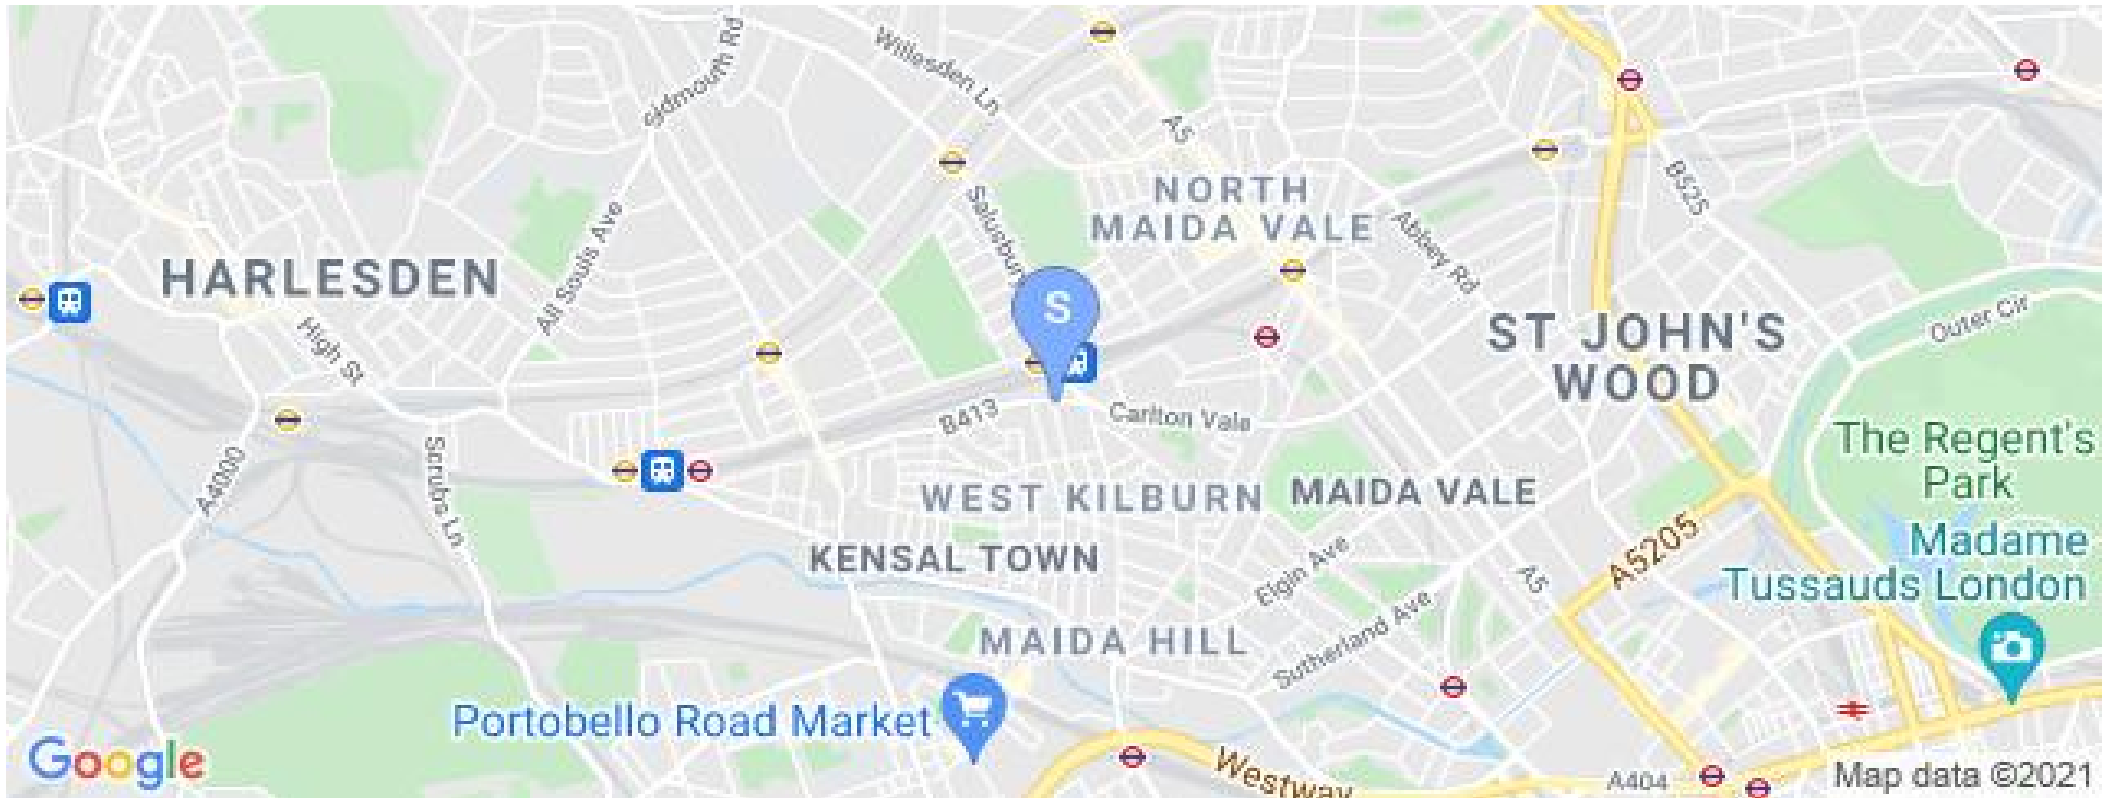 Willesden Ln
Sidmouth Rd
A5
NORTH
MAIDA VALE
B525
Salusbury
Abbey Rd
All Souls Ave
HARLESDEN
S
Outer Cir
ST JOHN'S
WOOD
High St
B413
Carlton Vale
The Regent's
Park
A4000
Scrubs Ln
WEST KILBURN
MAIDA VALE
KENSAL TOWN
Elgin Ave
A5
A5205
Madame
Tussauds London
Sutherland Ave
MAIDA HILL
Portobello Road Market
Google
Westway
A404
Map data ©2021